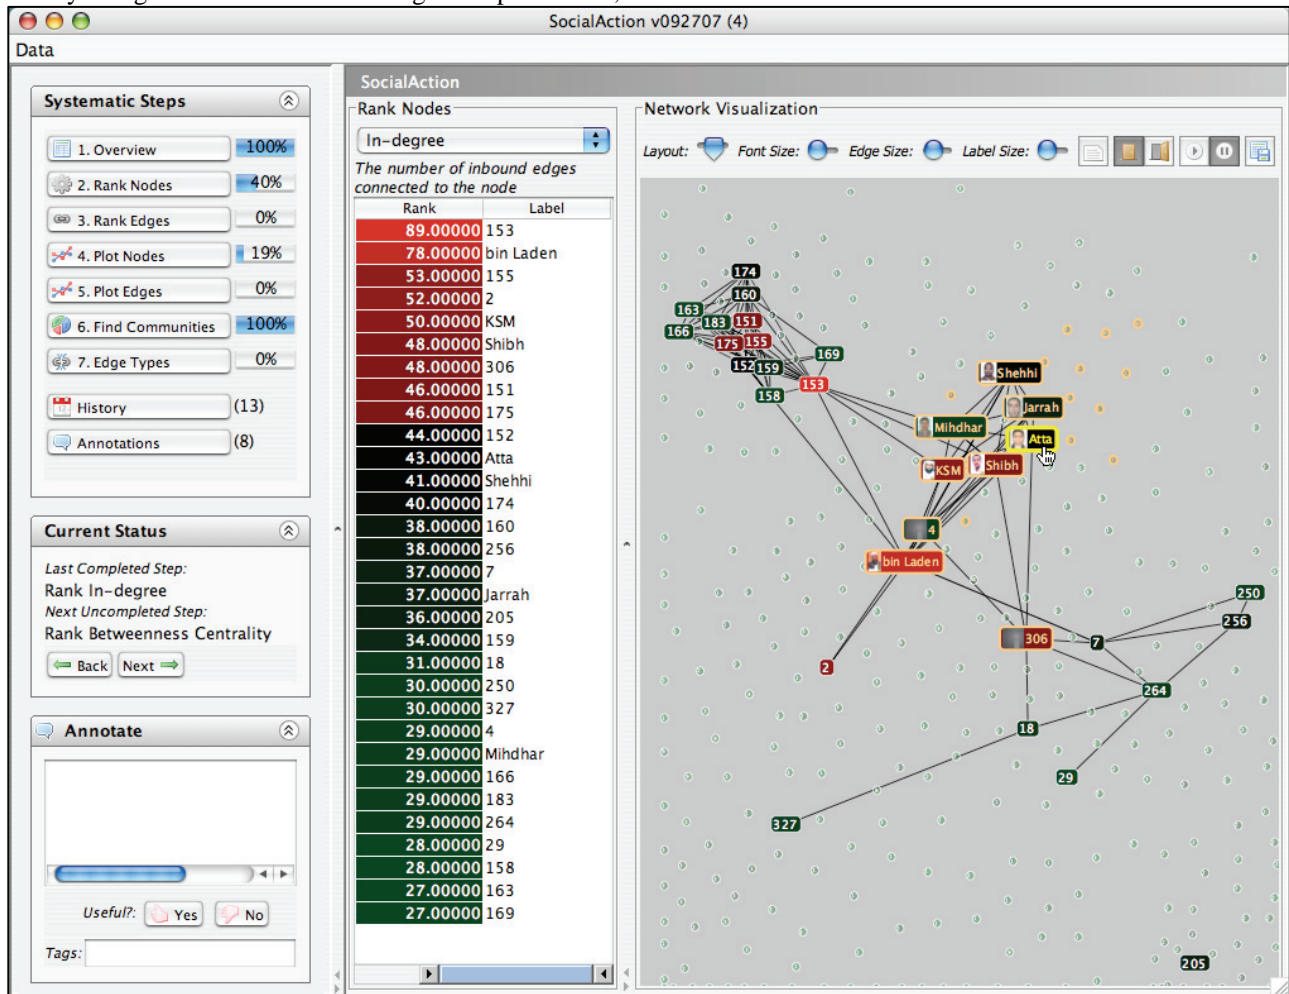 SocialAction v092707 (4)
Data
Systematic Steps
1. Overview 100%
2. Rank Nodes 40%
3. Rank Edges 0%
4. Plot Nodes 19%
5. Plot Edges 0%
6. Find Communities 100%
7. Edge Types 0%
History (13)
Annotations (8)
Current Status
Last Completed Step:
Rank In-degree
Next Uncompleted Step:
Rank Betweenness Centrality
Back Next
Annotate
Useful?: Yes No
Tags:
SocialAction
Rank Nodes
In-degree
The number of inbound edges
connected to the node
Rank Label
89.00000 153
78.00000 bin Laden
53.00000 155
52.00000 2
50.00000 KSM
48.00000 Shibh
48.00000 306
46.00000 151
46.00000 175
44.00000 152
43.00000 Atta
41.00000 Shehhi
40.00000 174
38.00000 160
38.00000 256
37.00000 7
37.00000 Jarrah
36.00000 205
34.00000 159
31.00000 18
30.00000 250
30.00000 327
29.00000 4
29.00000 Mihdhar
29.00000 166
29.00000 183
29.00000 264
28.00000 29
28.00000 158
27.00000 163
27.00000 169
Network Visualization
Layout: Font Size: Edge Size: Label Size:
174
160
163
183 151
166
175 155
169
152 159
153
158
Shehhi
Jarrah
Mihdhar
Atta
KSM Shibh
4
bin Laden
250
256
306
7
2
264
18
29
327
205